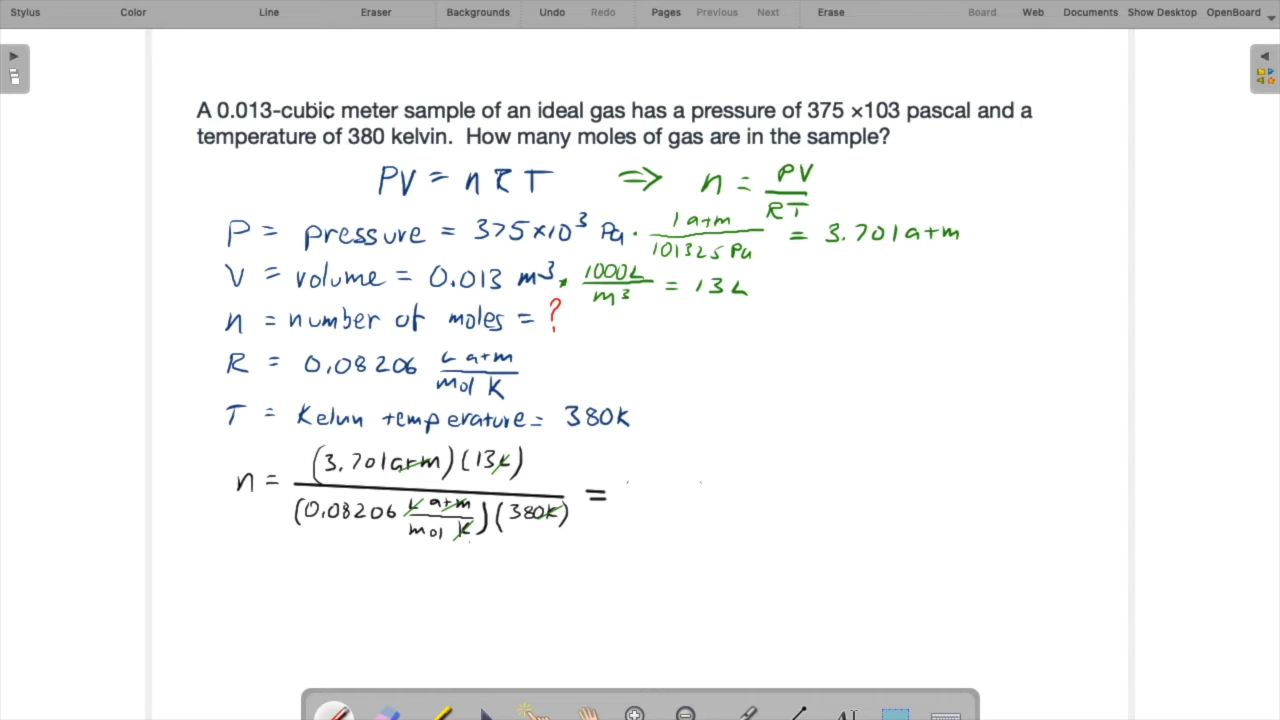 Stylus Color Line Eraser Backgrounds Undo Redo Pages Previous Next Erase Board Web Documents Show Desktop OpenBoard
A 0.013-cubic meter sample of an ideal gas has a pressure of 375 ×103 pascal and a
temperature of 380 kelvin. How many moles of gas are in the sample?
PV = nRT ⇒ n = PV / RT
P = pressure = 375×10³ Pa · 1 atm / 101325 Pa = 3.701 atm
V = volume = 0.013 m³ · 1000L / m³ = 13L
n = number of moles = ?
R = 0.08206 L atm / mol K
T = Kelvin temperature = 380K
n = (3.701 atm)(13L) / (0.08206 L atm / mol K)(380K) =